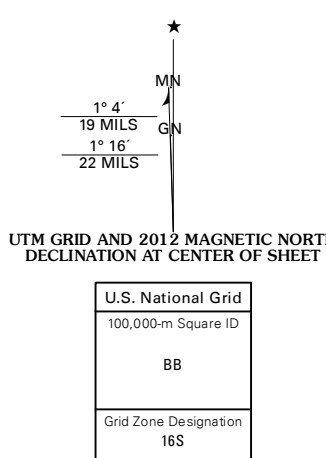 ★
MN
1° 4´
19 MILS
GN
1° 16´
22 MILS
UTM GRID AND 2012 MAGNETIC NORTH
DECLINATION AT CENTER OF SHEET
U.S. National Grid
100,000-m Square ID
BB
Grid Zone Designation
16S